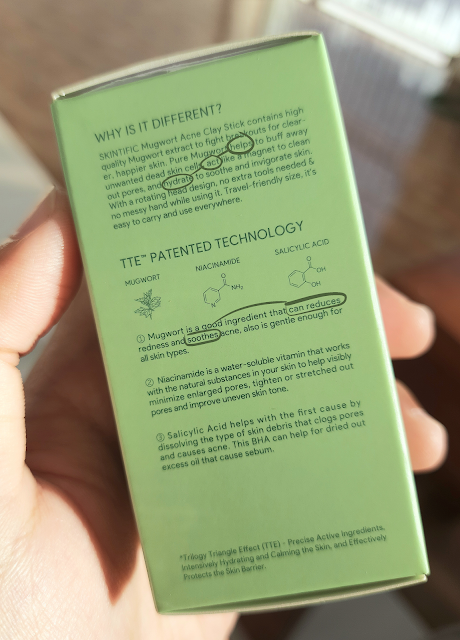 WHY IS IT DIFFERENT?
SKINTIFIC Mugwort Acne Clay Stick contains high
quality Mugwort extract to fight breakouts for clear-
er, happier skin. Pure Mugwort helps to buff away
unwanted dead skin cells, act like a magnet to clean
out pores, and hydrate to soothe and invigorate skin.
With a rotating head design, no extra tools needed &
no messy hand while using it. Travel-friendly size, it's
easy to carry and use everywhere.
TTE™ PATENTED TECHNOLOGY
MUGWORT
NIACINAMIDE
SALICYLIC ACID
O
NH₂
N
O
OH
OH
① Mugwort is a good ingredient that can reduces
redness and soothes acne, also is gentle enough for
all skin types.
② Niacinamide is a water-soluble vitamin that works
with the natural substances in your skin to help visibly
minimize enlarged pores, tighten or stretched out
pores and improve uneven skin tone.
③ Salicylic Acid helps with the first cause by
dissolving the type of skin debris that clogs pores
and causes acne. This BHA can help for dried out
excess oil that cause sebum.
*Trilogy Triangle Effect (TTE) - Precise Active Ingredients,
Intensively Hydrating and Calming the Skin, and Effectively
Protects the Skin Barrier.